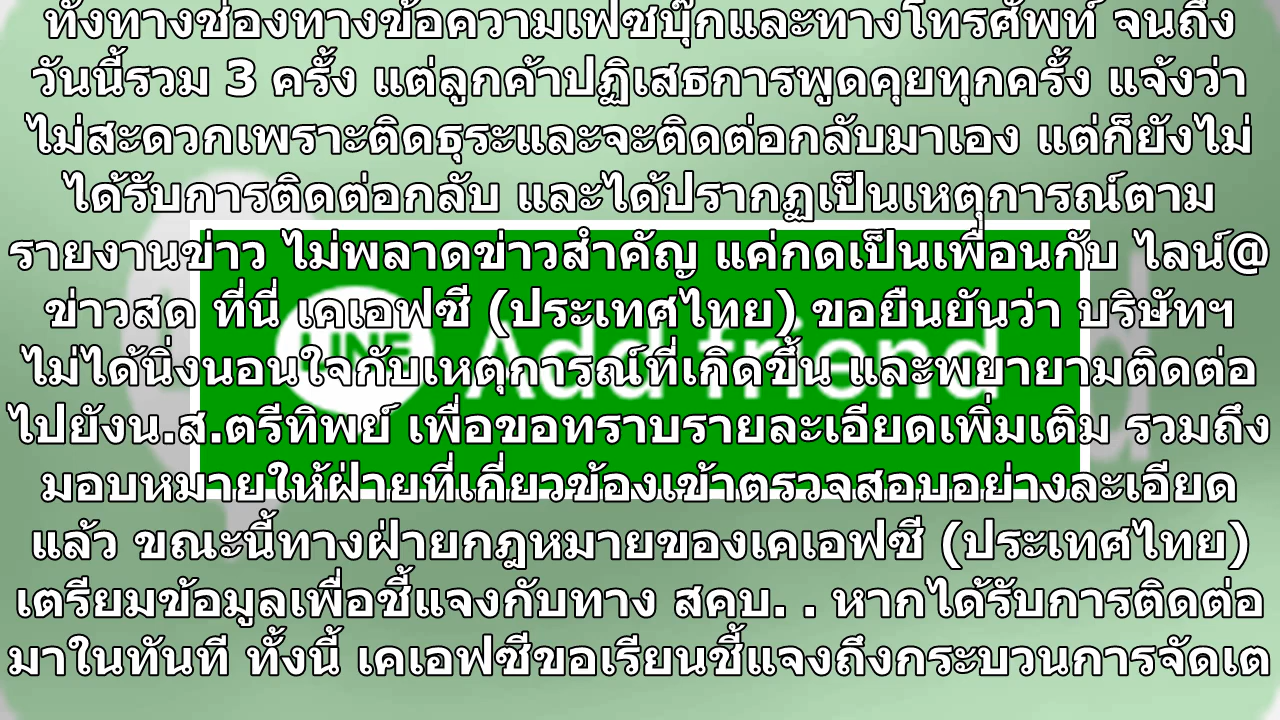 ทั้งทางช่องทางข้อความเฟซบุ๊กและทางโทรศัพท์ จนถึง
วันนี้รวม 3 ครั้ง แต่ลูกค้าปฏิเสธการพูดคุยทุกครั้ง แจ้งว่า
ไม่สะดวกเพราะติดธุระและจะติดต่อกลับมาเอง แต่ก็ยังไม่
ได้รับการติดต่อกลับ และได้ปรากฏเป็นเหตุการณ์ตาม
รายงานข่าว ไม่พลาดข่าวสำคัญ แค่กดเป็นเพื่อนกับ ไลน์@
ข่าวสด ที่นี่ เคเอฟซี (ประเทศไทย) ขอยืนยันว่า บริษัทฯ
ไม่ได้นิ่งนอนใจกับเหตุการณ์ที่เกิดขึ้น และพยายามติดต่อ
ไปยังน.ส.ตรีทิพย์ เพื่อขอทราบรายละเอียดเพิ่มเติม รวมถึง
มอบหมายให้ฝ่ายที่เกี่ยวข้องเข้าตรวจสอบอย่างละเอียด
แล้ว ขณะนี้ทางฝ่ายกฎหมายของเคเอฟซี (ประเทศไทย)
เตรียมข้อมูลเพื่อชี้แจงกับทาง สคบ. . หากได้รับการติดต่อ
มาในทันที ทั้งนี้ เคเอฟซีขอเรียนชี้แจงถึงกระบวนการจัดเต
LINE Add friend